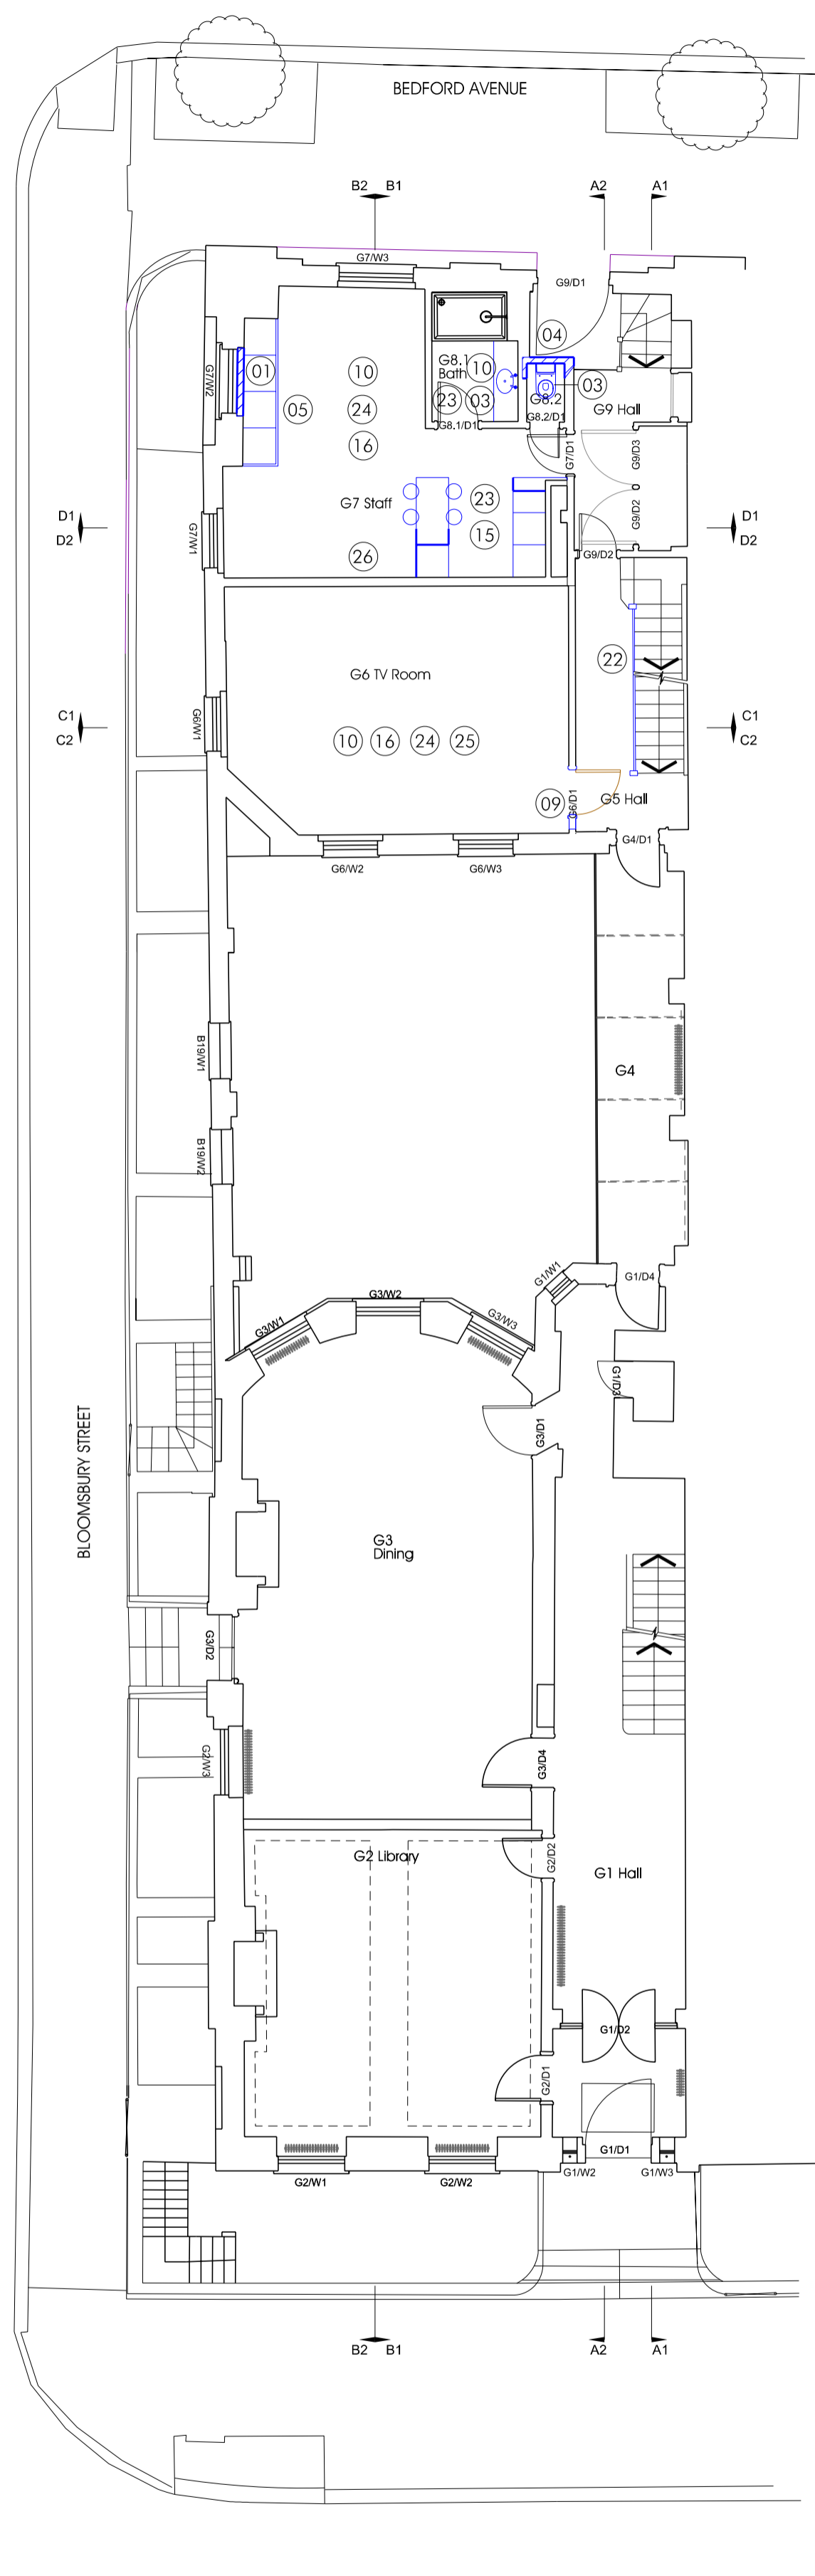 BEDFORD AVENUE
B2 B1
A2
A1
G7/W3
G9/D1
G7/W2
01
04
G8.1
Bath
10
10
03
05
24
23
03
G8.2
G9 Hall
G8.2/D1
G8.1/D1
16
G7/D1
G9/D3
G7 Staff
23
G9/D2
D1
D2
G7/W1
15
D1
D2
26
G9/D2
22
G6 TV Room
C1
C2
G6/W1
10
16
24
25
C1
C2
09
G6/D1
G5 Hall
G4/D1
G6/W2
G6/W3
B19/W1
G4
B19/W2
G1/W1
G1/D4
G3/W2
G3/W1
G3/W3
G1/D3
G3/D1
BLOOMSBURY STREET
G3
Dining
G3/D2
G2/W3
G3/D4
G2 Library
G2/D2
G1 Hall
G1/D2
G2/D1
G1/D1
G1/W2
G1/W3
G2/W1
G2/W2
B2 B1
A2
A1